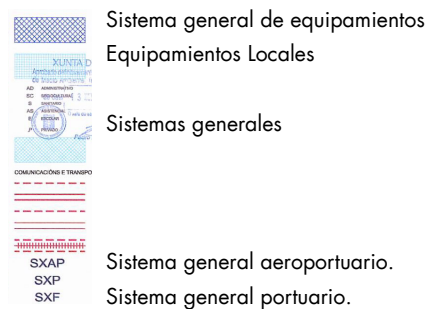 Sistema general de equipamientos
Equipamientos Locales
XUNTA D
AD ADMINISTRATIVO
SC SOCIOCULTURAL
S SANITARIO
AS ASISTENCIAL
E ESCOLAR
P PRIVADO
Sistemas generales
COMUNICACIÓNS E TRANSPO
SXAP Sistema general aeroportuario.
SXP
SXF Sistema general portuario.